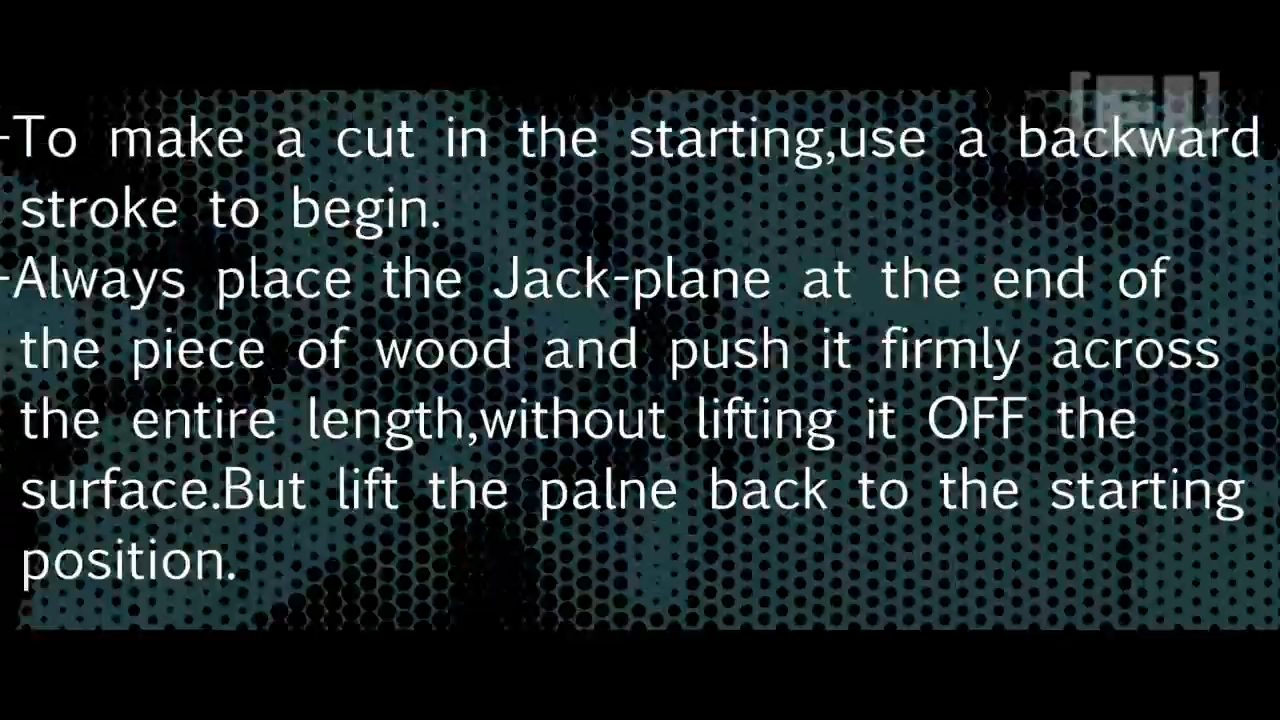 -To make a cut in the starting,use a backward
stroke to begin.
-Always place the Jack-plane at the end of
the piece of wood and push it firmly across
the entire length,without lifting it OFF the
surface.But lift the palne back to the starting
position.